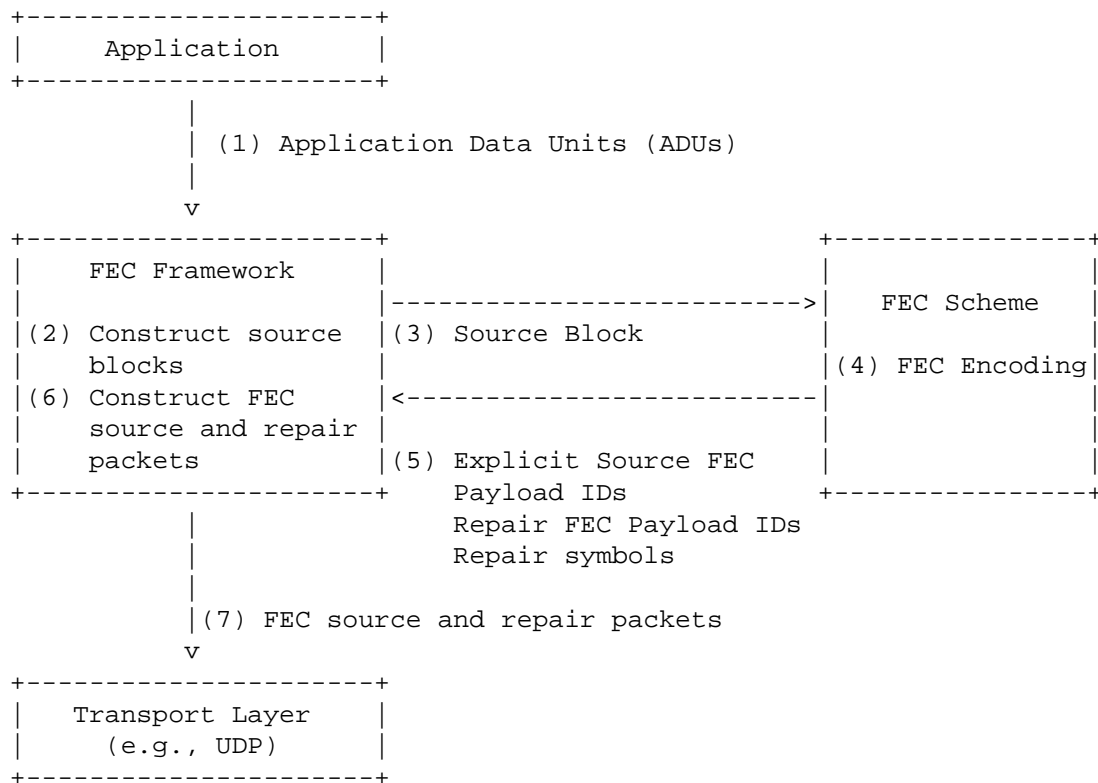 Application
(1) Application Data Units (ADUs)
FEC Framework
FEC Scheme
(2) Construct source
blocks
(3) Source Block
(4) FEC Encoding
(6) Construct FEC
source and repair
packets
(5) Explicit Source FEC
Payload IDs
Repair FEC Payload IDs
Repair symbols
(7) FEC source and repair packets
Transport Layer
(e.g., UDP)